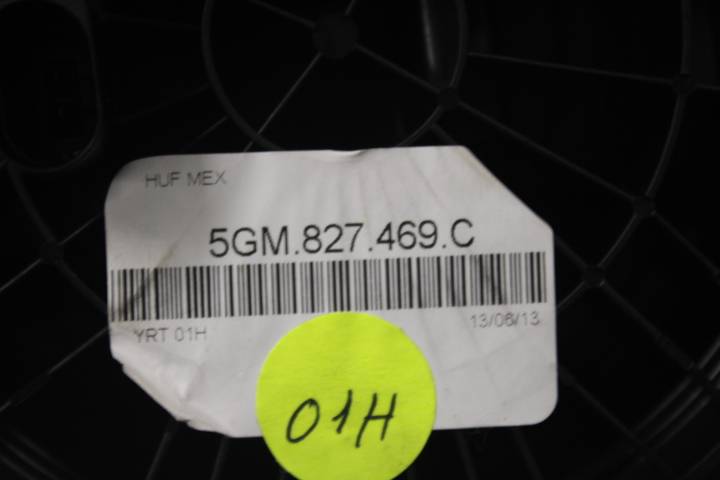 HUF MEX
5GM.827.469.C
YRT 01H 13/06/13
01H